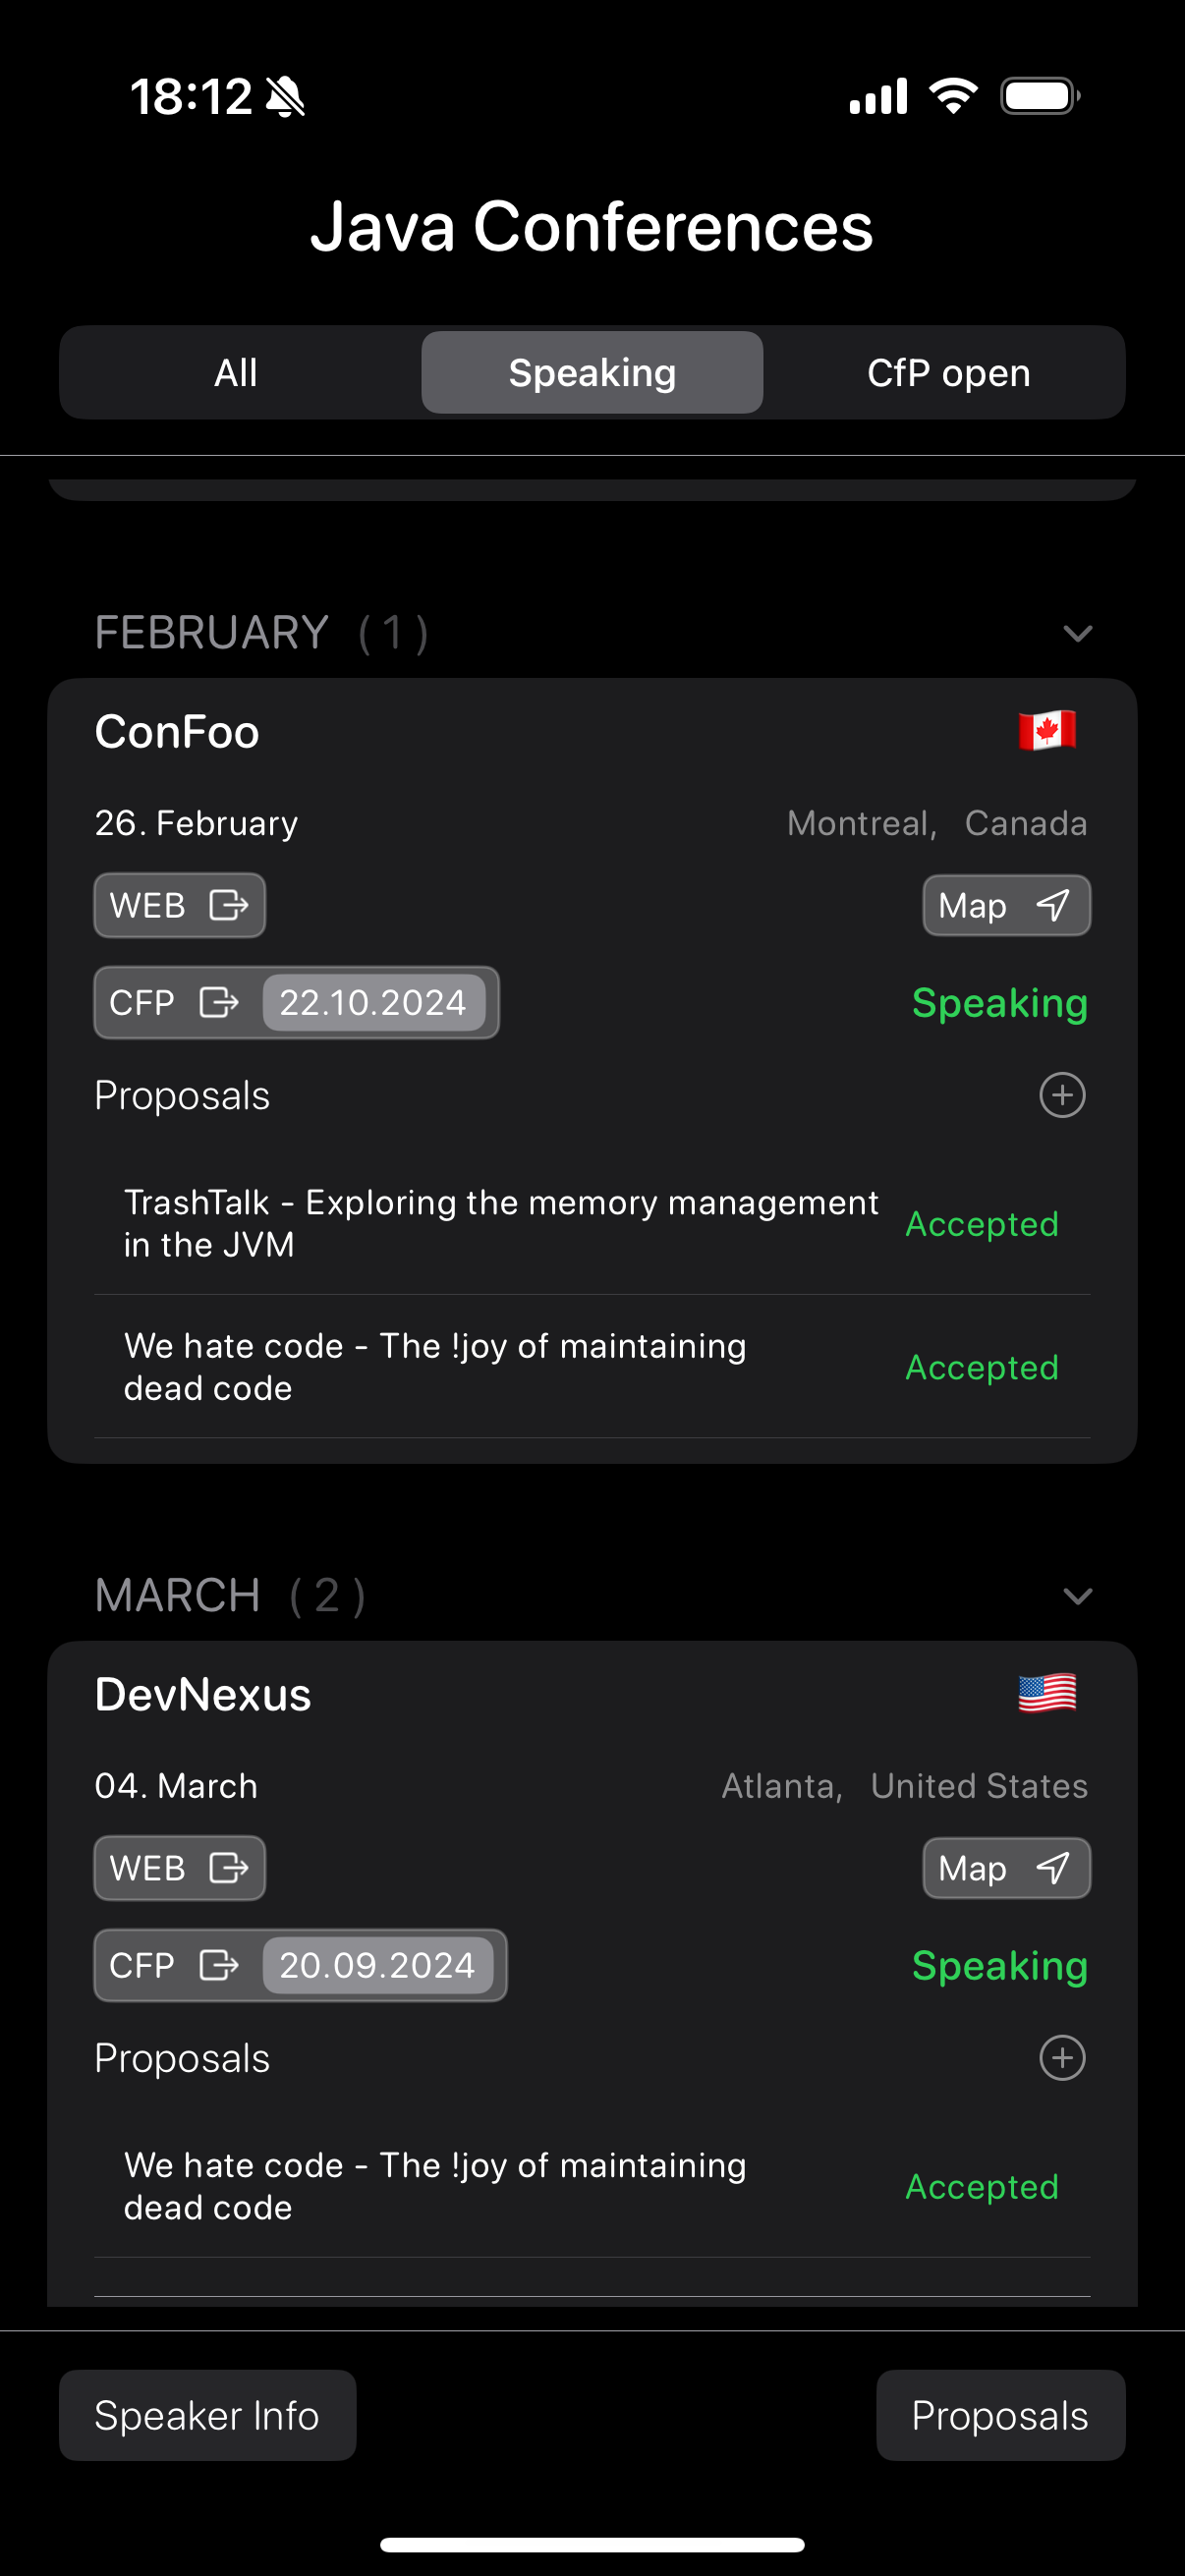 18:12
Java Conferences
All Speaking CfP open
FEBRUARY ( 1 )
ConFoo
26. February Montreal, Canada
WEB Map
CFP 22.10.2024 Speaking
Proposals
TrashTalk - Exploring the memory management
in the JVM
Accepted
We hate code - The !joy of maintaining
dead code
Accepted
MARCH ( 2 )
DevNexus
04. March Atlanta, United States
WEB Map
CFP 20.09.2024 Speaking
Proposals
We hate code - The !joy of maintaining
dead code
Accepted
Speaker Info Proposals